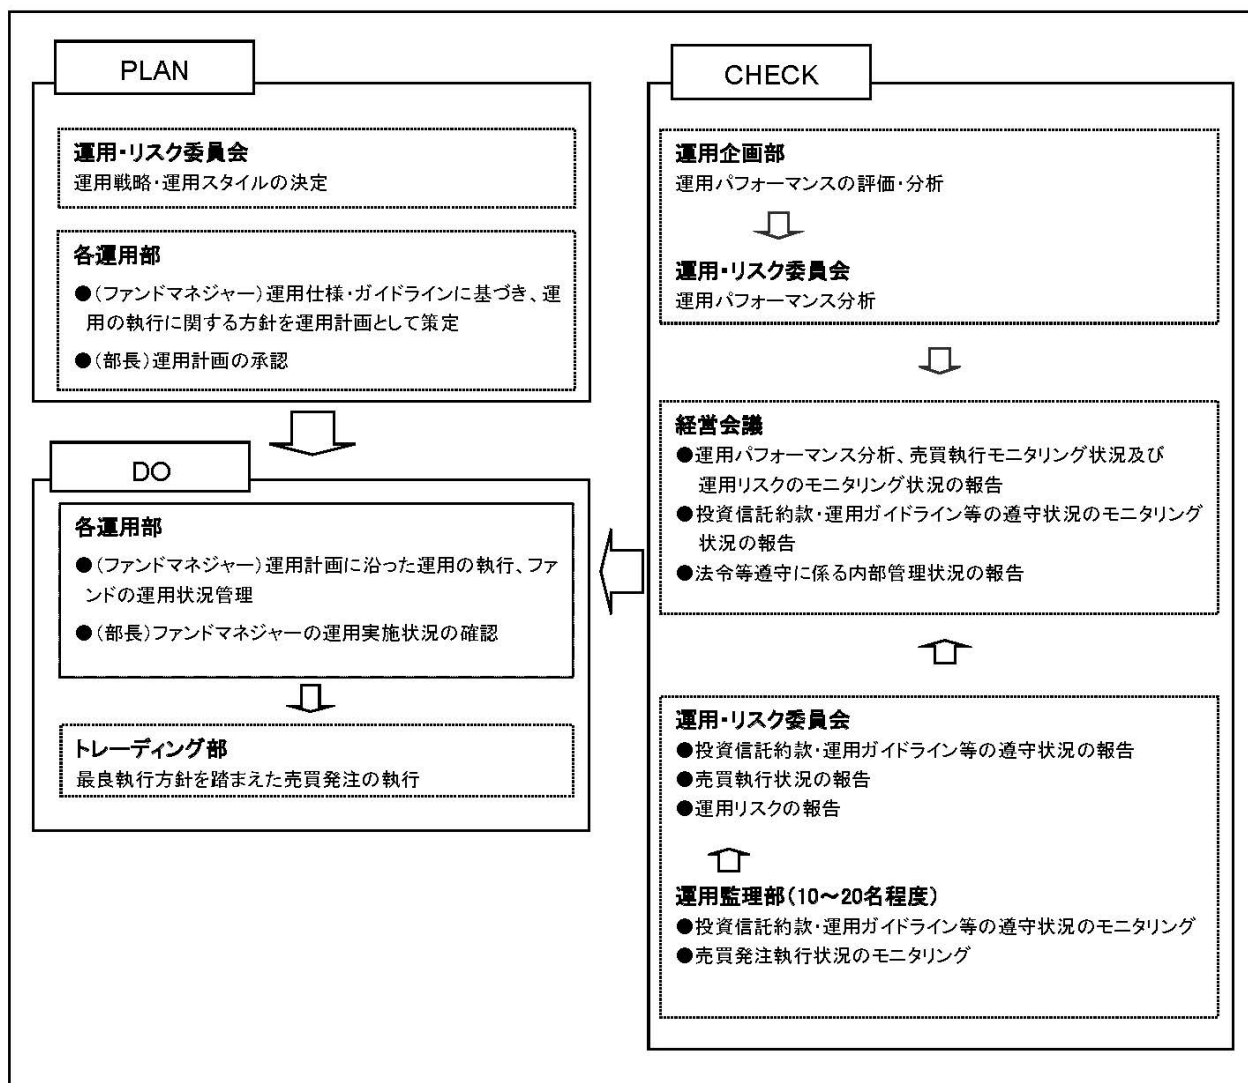 PLAN
運用・リスク委員会
運用戦略・運用スタイルの決定
各運用部
●(ファンドマネジャー)運用仕様・ガイドラインに基づき、運
用の執行に関する方針を運用計画として策定
●(部長)運用計画の承認
DO
各運用部
●(ファンドマネジャー)運用計画に沿った運用の執行、ファ
ンドの運用状況管理
●(部長)ファンドマネジャーの運用実施状況の確認
トレーディング部
最良執行方針を踏まえた売買発注の執行
CHECK
運用企画部
運用パフォーマンスの評価・分析
運用・リスク委員会
運用パフォーマンス分析
経営会議
●運用パフォーマンス分析、売買執行モニタリング状況及び
運用リスクのモニタリング状況の報告
●投資信託約款・運用ガイドライン等の遵守状況のモニタリング
状況の報告
●法令等遵守に係る内部管理状況の報告
運用・リスク委員会
●投資信託約款・運用ガイドライン等の遵守状況の報告
●売買執行状況の報告
●運用リスクの報告
運用監理部(10～20名程度)
●投資信託約款・運用ガイドライン等の遵守状況のモニタリング
●売買発注執行状況のモニタリング